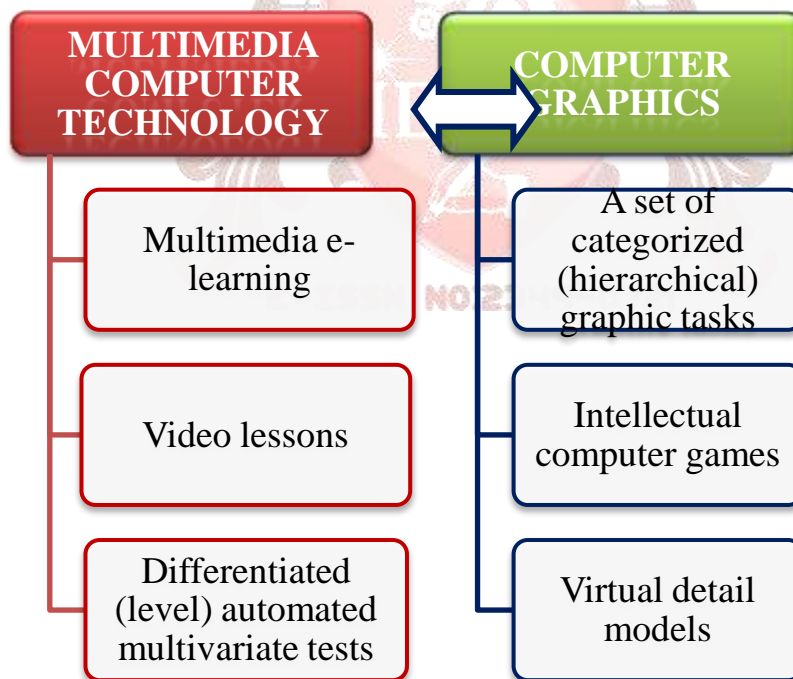 MULTIMEDIA
COMPUTER
TECHNOLOGY
Multimedia e-
learning
Video lessons
Differentiated
(level) automated
multivariate tests
COMPUTER
GRAPHICS
A set of
categorized
(hierarchical)
graphic tasks
Intellectual
computer games
Virtual detail
models